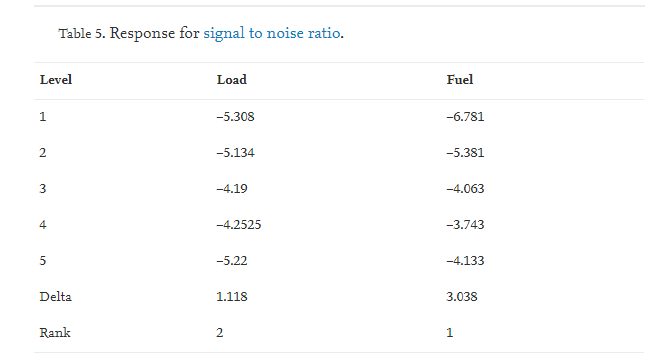 Table 5. Response for signal to noise ratio.
Level Load Fuel
1 –5.308 –6.781
2 –5.134 –5.381
3 –4.19 –4.063
4 –4.2525 –3.743
5 –5.22 –4.133
Delta 1.118 3.038
Rank 2 1